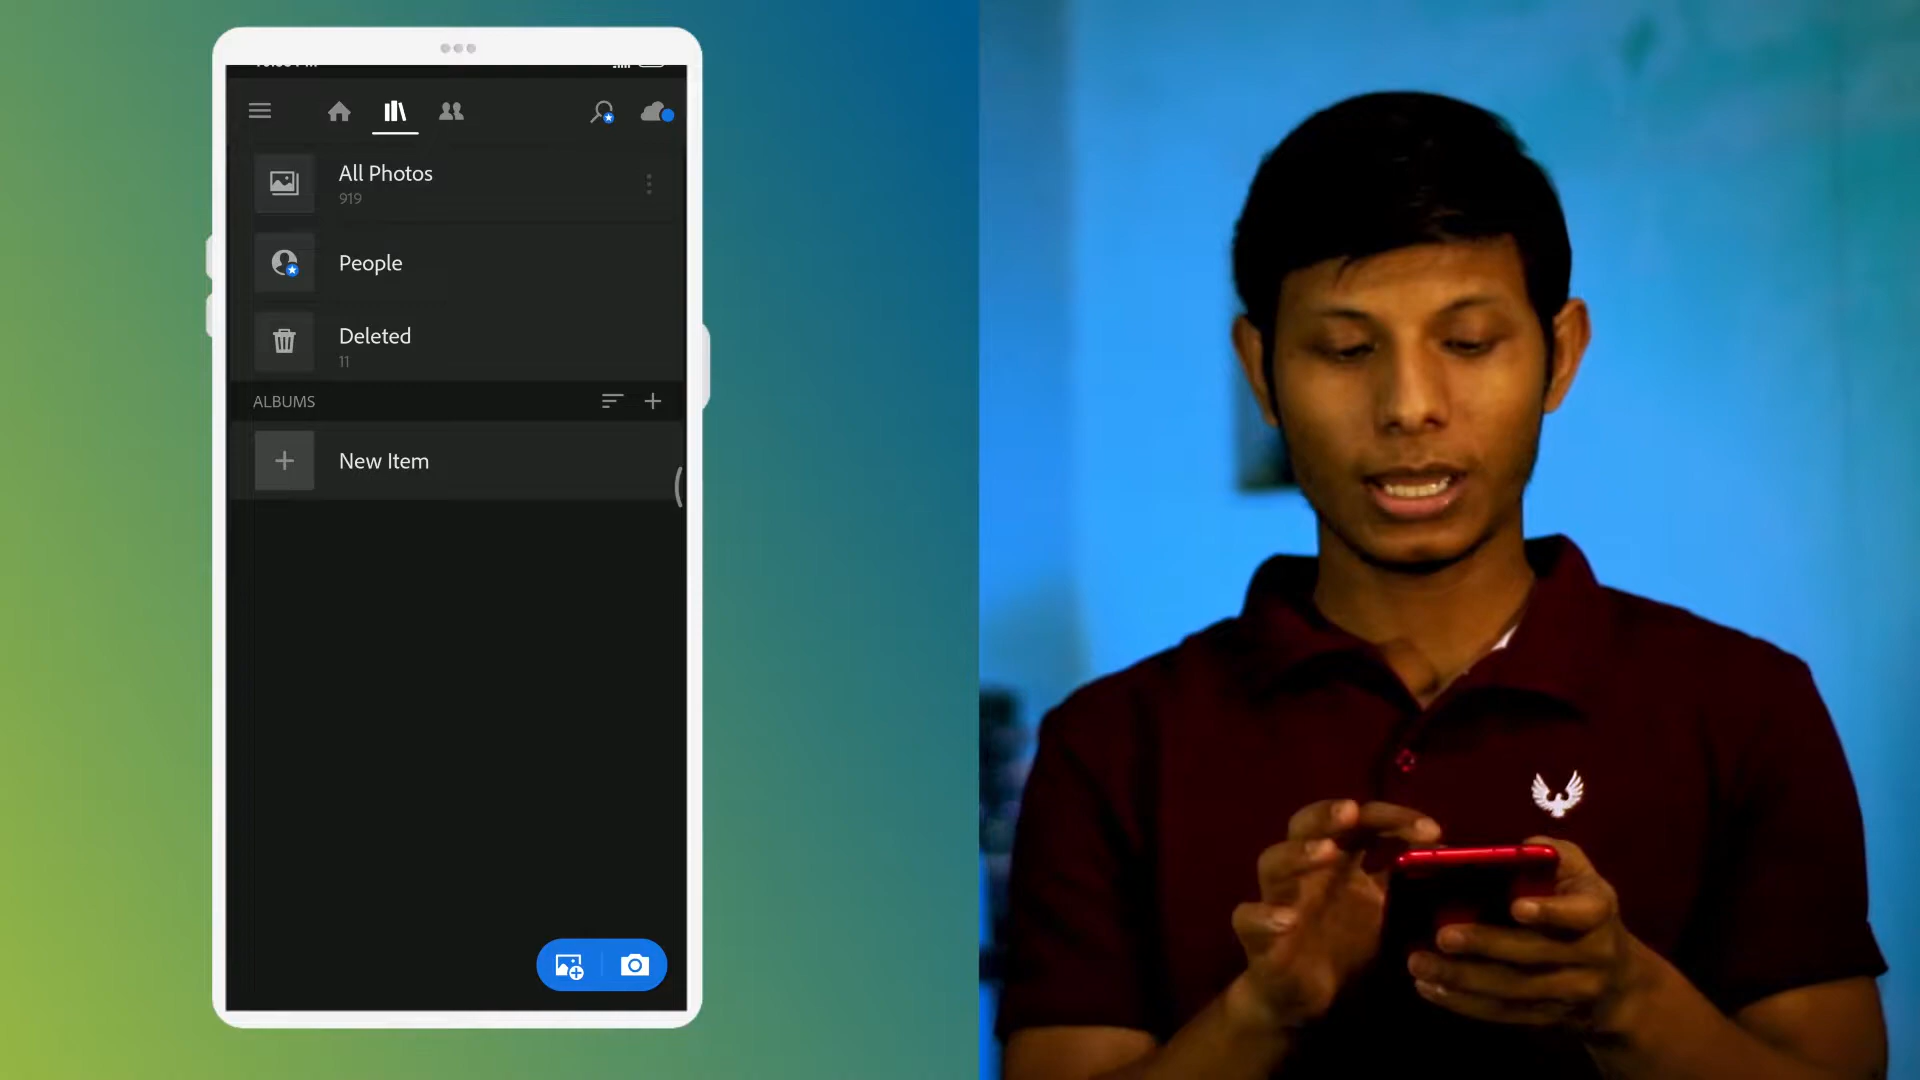 All Photos
919
People
Deleted
11
ALBUMS
New Item